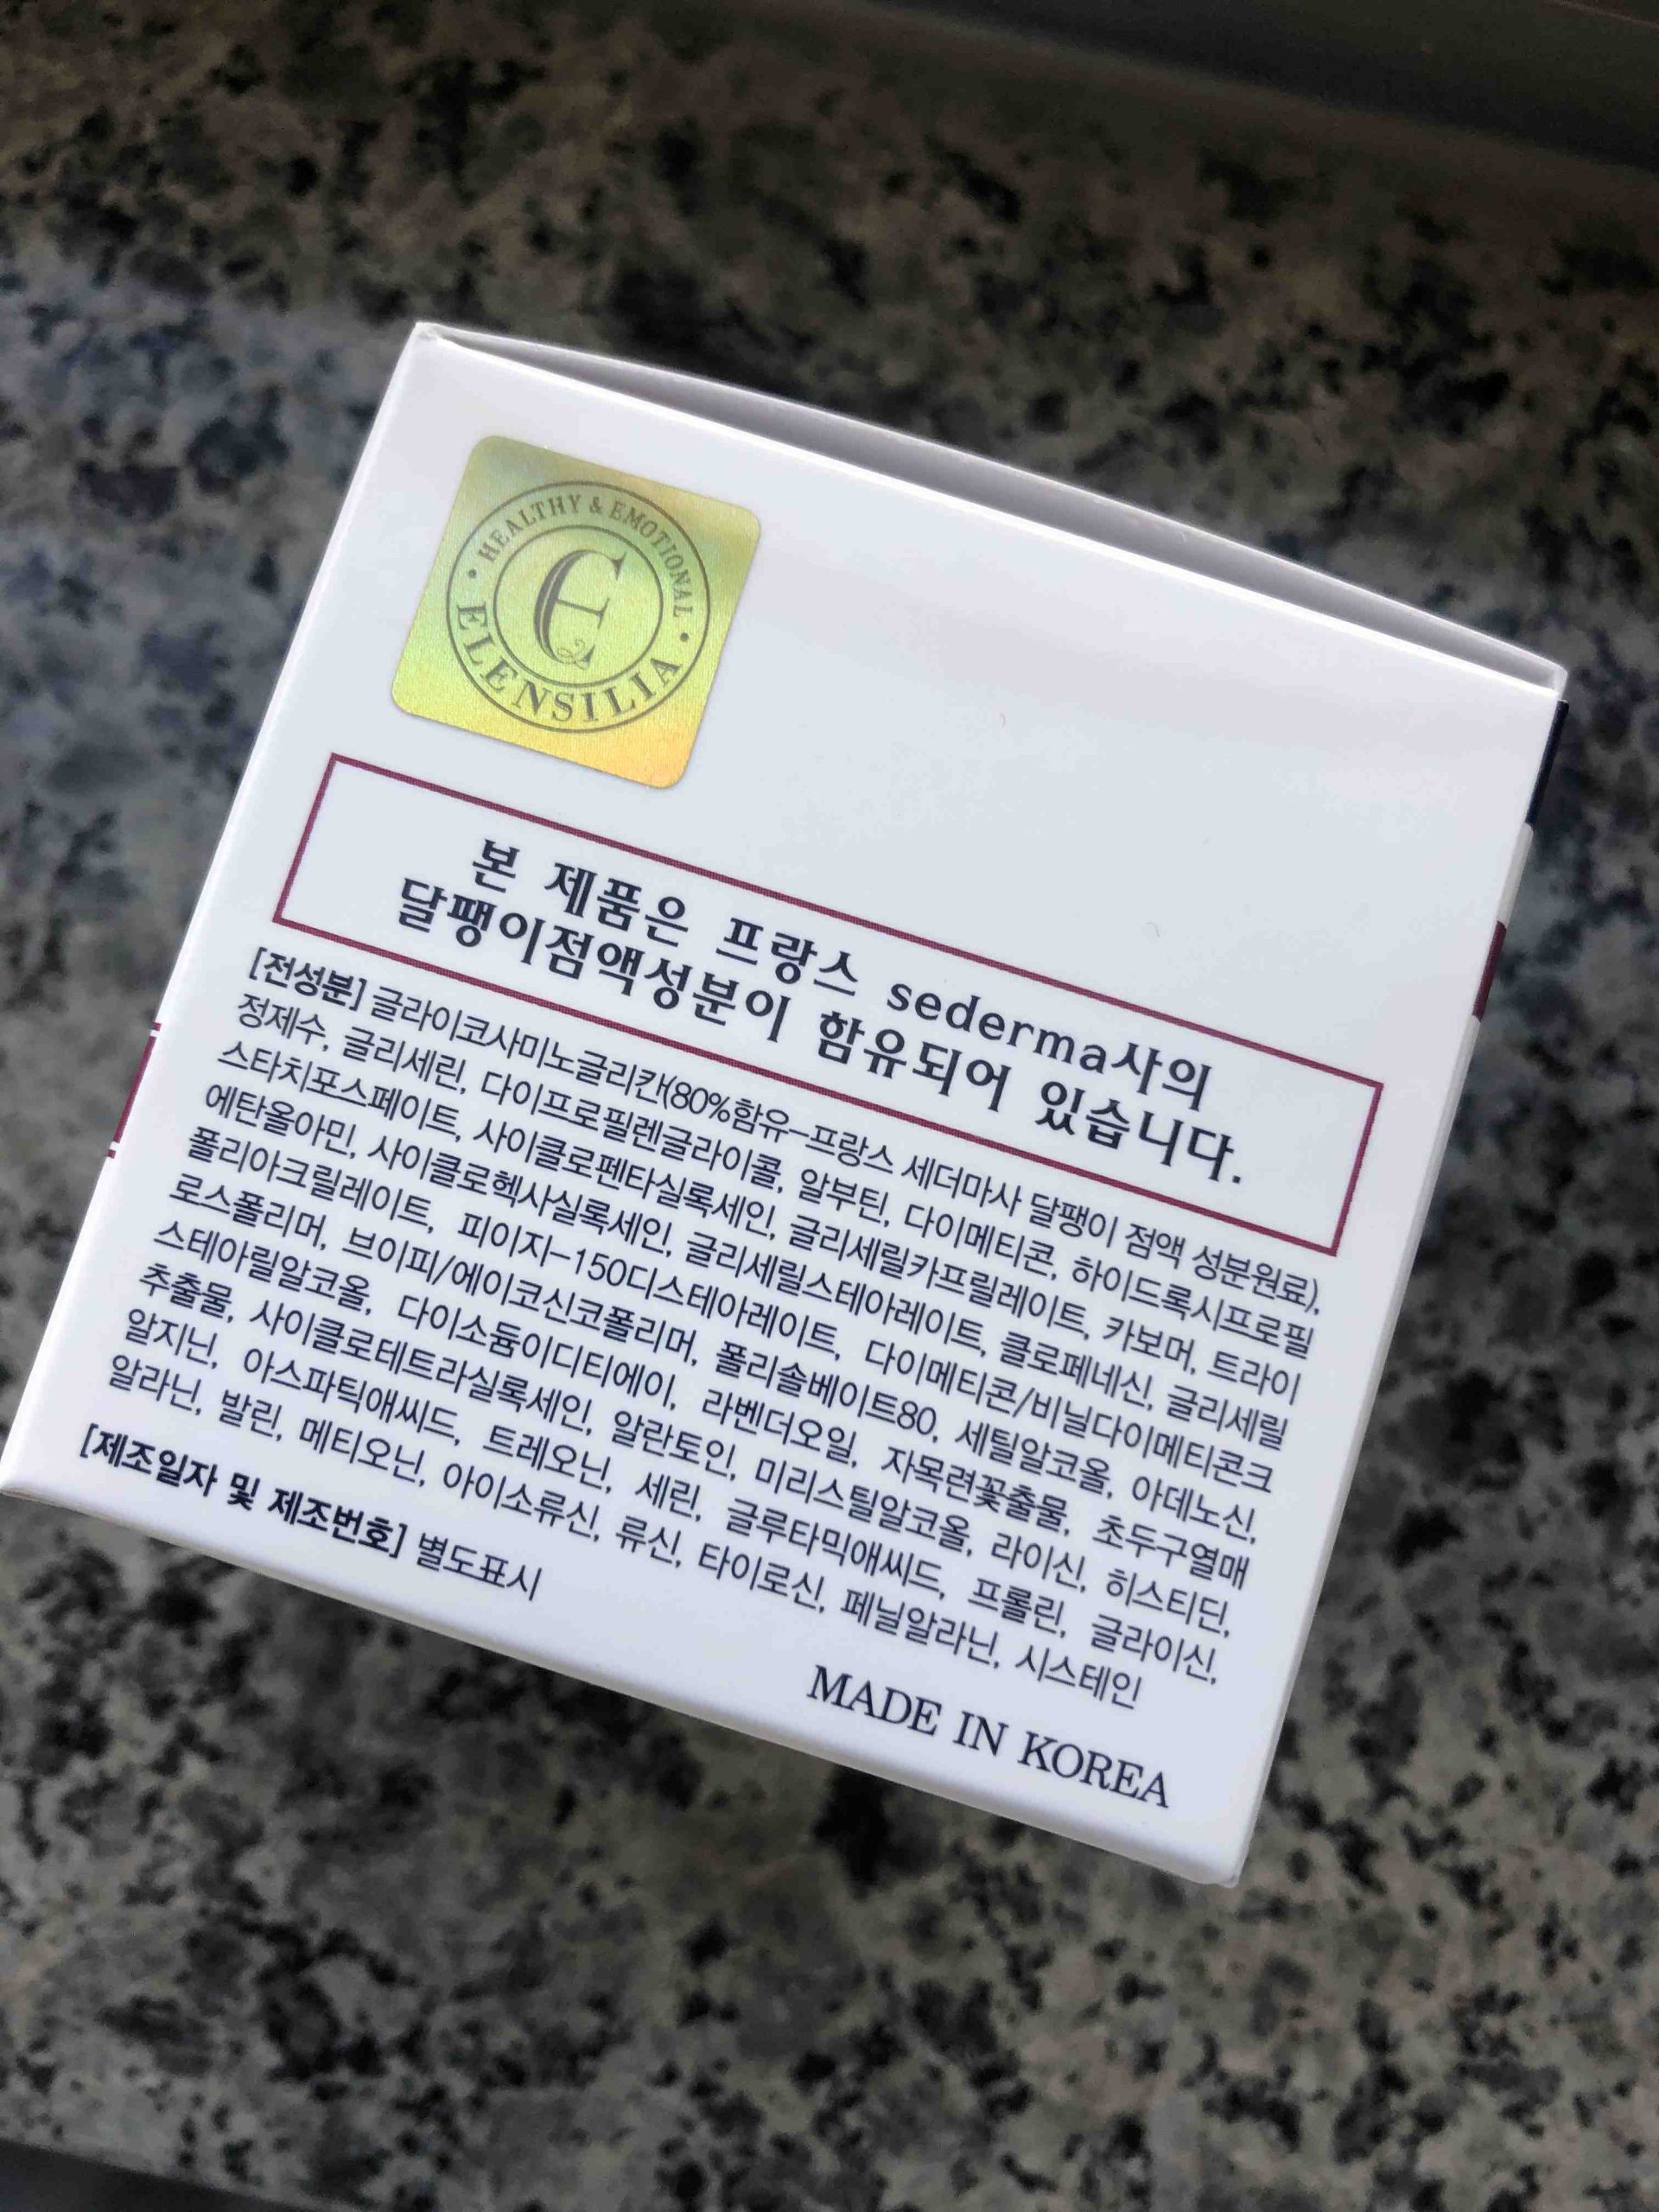 HEALTHY & EMOTIONAL
ELENSILIA
본 제품은 프랑스 sederma사의
달팽이점액성분이 함유되어 있습니다.
[전성분] 글라이코사미노글리칸(80%함유-프랑스 세더마사 달팽이 점액 성분원료),
정제수, 글리세린, 다이프로필렌글라이콜, 알부틴, 다이메티콘, 하이드록시프로필
스타치포스페이트, 사이클로펜타실록세인, 글리세릴카프릴레이트, 카보머, 트라이
에탄올아민, 사이클로헥사실록세인, 글리세릴스테아레이트, 클로페네신, 글리세릴
폴리아크릴레이트, 피이지-150디스테아레이트, 다이메티콘/비닐다이메티콘크
로스폴리머, 브이피/에이코신코폴리머, 폴리솔베이트80, 세틸알코올, 아데노신,
스테아릴알코올, 다이소듐이디티에이, 라벤더오일, 자목련꽃출물, 초두구열매
추출물, 사이클로테트라실록세인, 알란토인, 미리스틸알코올, 라이신, 히스티딘,
알지닌, 아스파틱애씨드, 트레오닌, 세린, 글루타믹애씨드, 프롤린, 글라이신,
알라닌, 발린, 메티오닌, 아이소류신, 류신, 타이로신, 페닐알라닌, 시스테인
[제조일자 및 제조번호] 별도표시
MADE IN KOREA